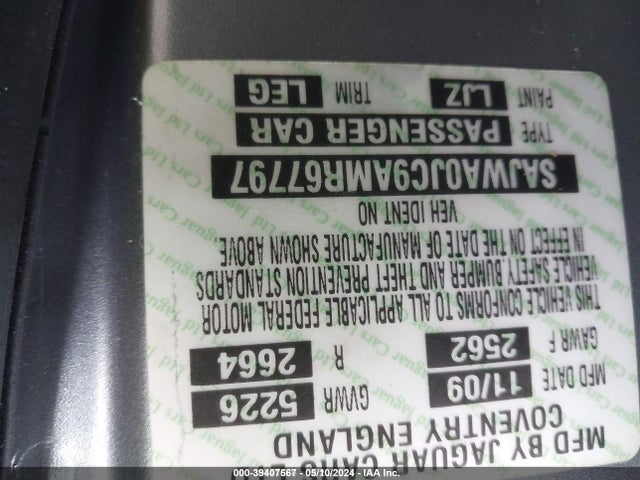 MFD BY JAGUAR CARS
COVENTRY ENGLAND
MFD DATE 11/09 GVWR 5226
GAWR F 2562 R 2664
THIS VEHICLE CONFORMS TO ALL APPLICABLE FEDERAL MOTOR
VEHICLE SAFETY BUMPER AND THEFT PREVENTION STANDARDS
IN EFFECT ON THE DATE OF MANUFACTURE SHOWN ABOVE.
VEH IDENT NO
SAJWA0JC9AMR67797
TYPE PASSENGER CAR
PAINT LJZ TRIM LEG
000-39407567 - 05/10/2024 - IAA Inc.